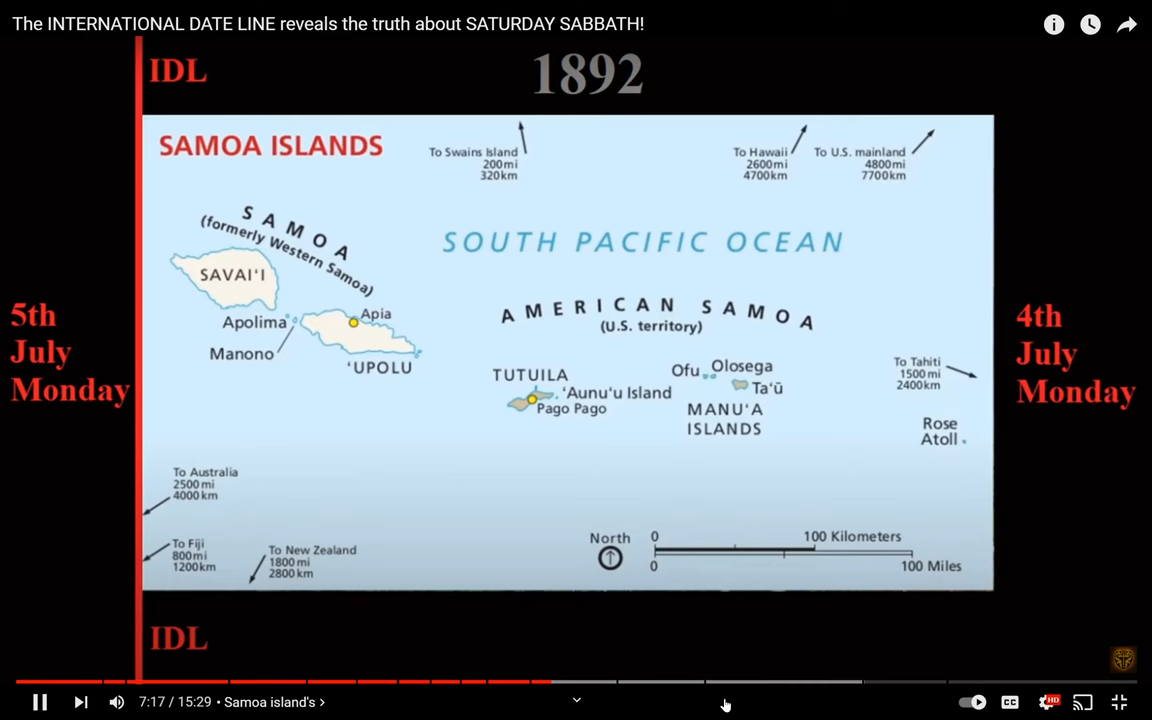 The INTERNATIONAL DATE LINE reveals the truth about SATURDAY SABBATH!
IDL
1892
SAMOA ISLANDS
To Swains Island
200mi
320km
To Hawaii
2600mi
4700km
To U.S. mainland
4800mi
7700km
SAMOA
(formerly Western Samoa)
SOUTH PACIFIC OCEAN
SAVAI'I
Apia
Apolima
Manono
'UPOLU
AMERICAN SAMOA
(U.S. territory)
5th
July
Monday
4th
July
Monday
TUTUILA
'Aunu'u Island
Pago Pago
Ofu
Olosega
Ta'ū
MANU'A
ISLANDS
To Tahiti
1500mi
2400km
Rose
Atoll
To Australia
2500mi
4000km
To Fiji
800mi
1200km
To New Zealand
1800mi
2800km
North
0
100 Kilometers
0
100 Miles
IDL
7:17 / 15:29 • Samoa island's >
CC
HD